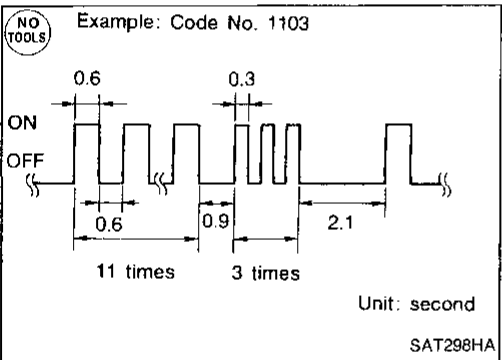 NO TOOLS
Example: Code No. 1103
0.6
0.3
ON
OFF
0.6
0.9
2.1
11 times
3 times
Unit: second
SAT298HA